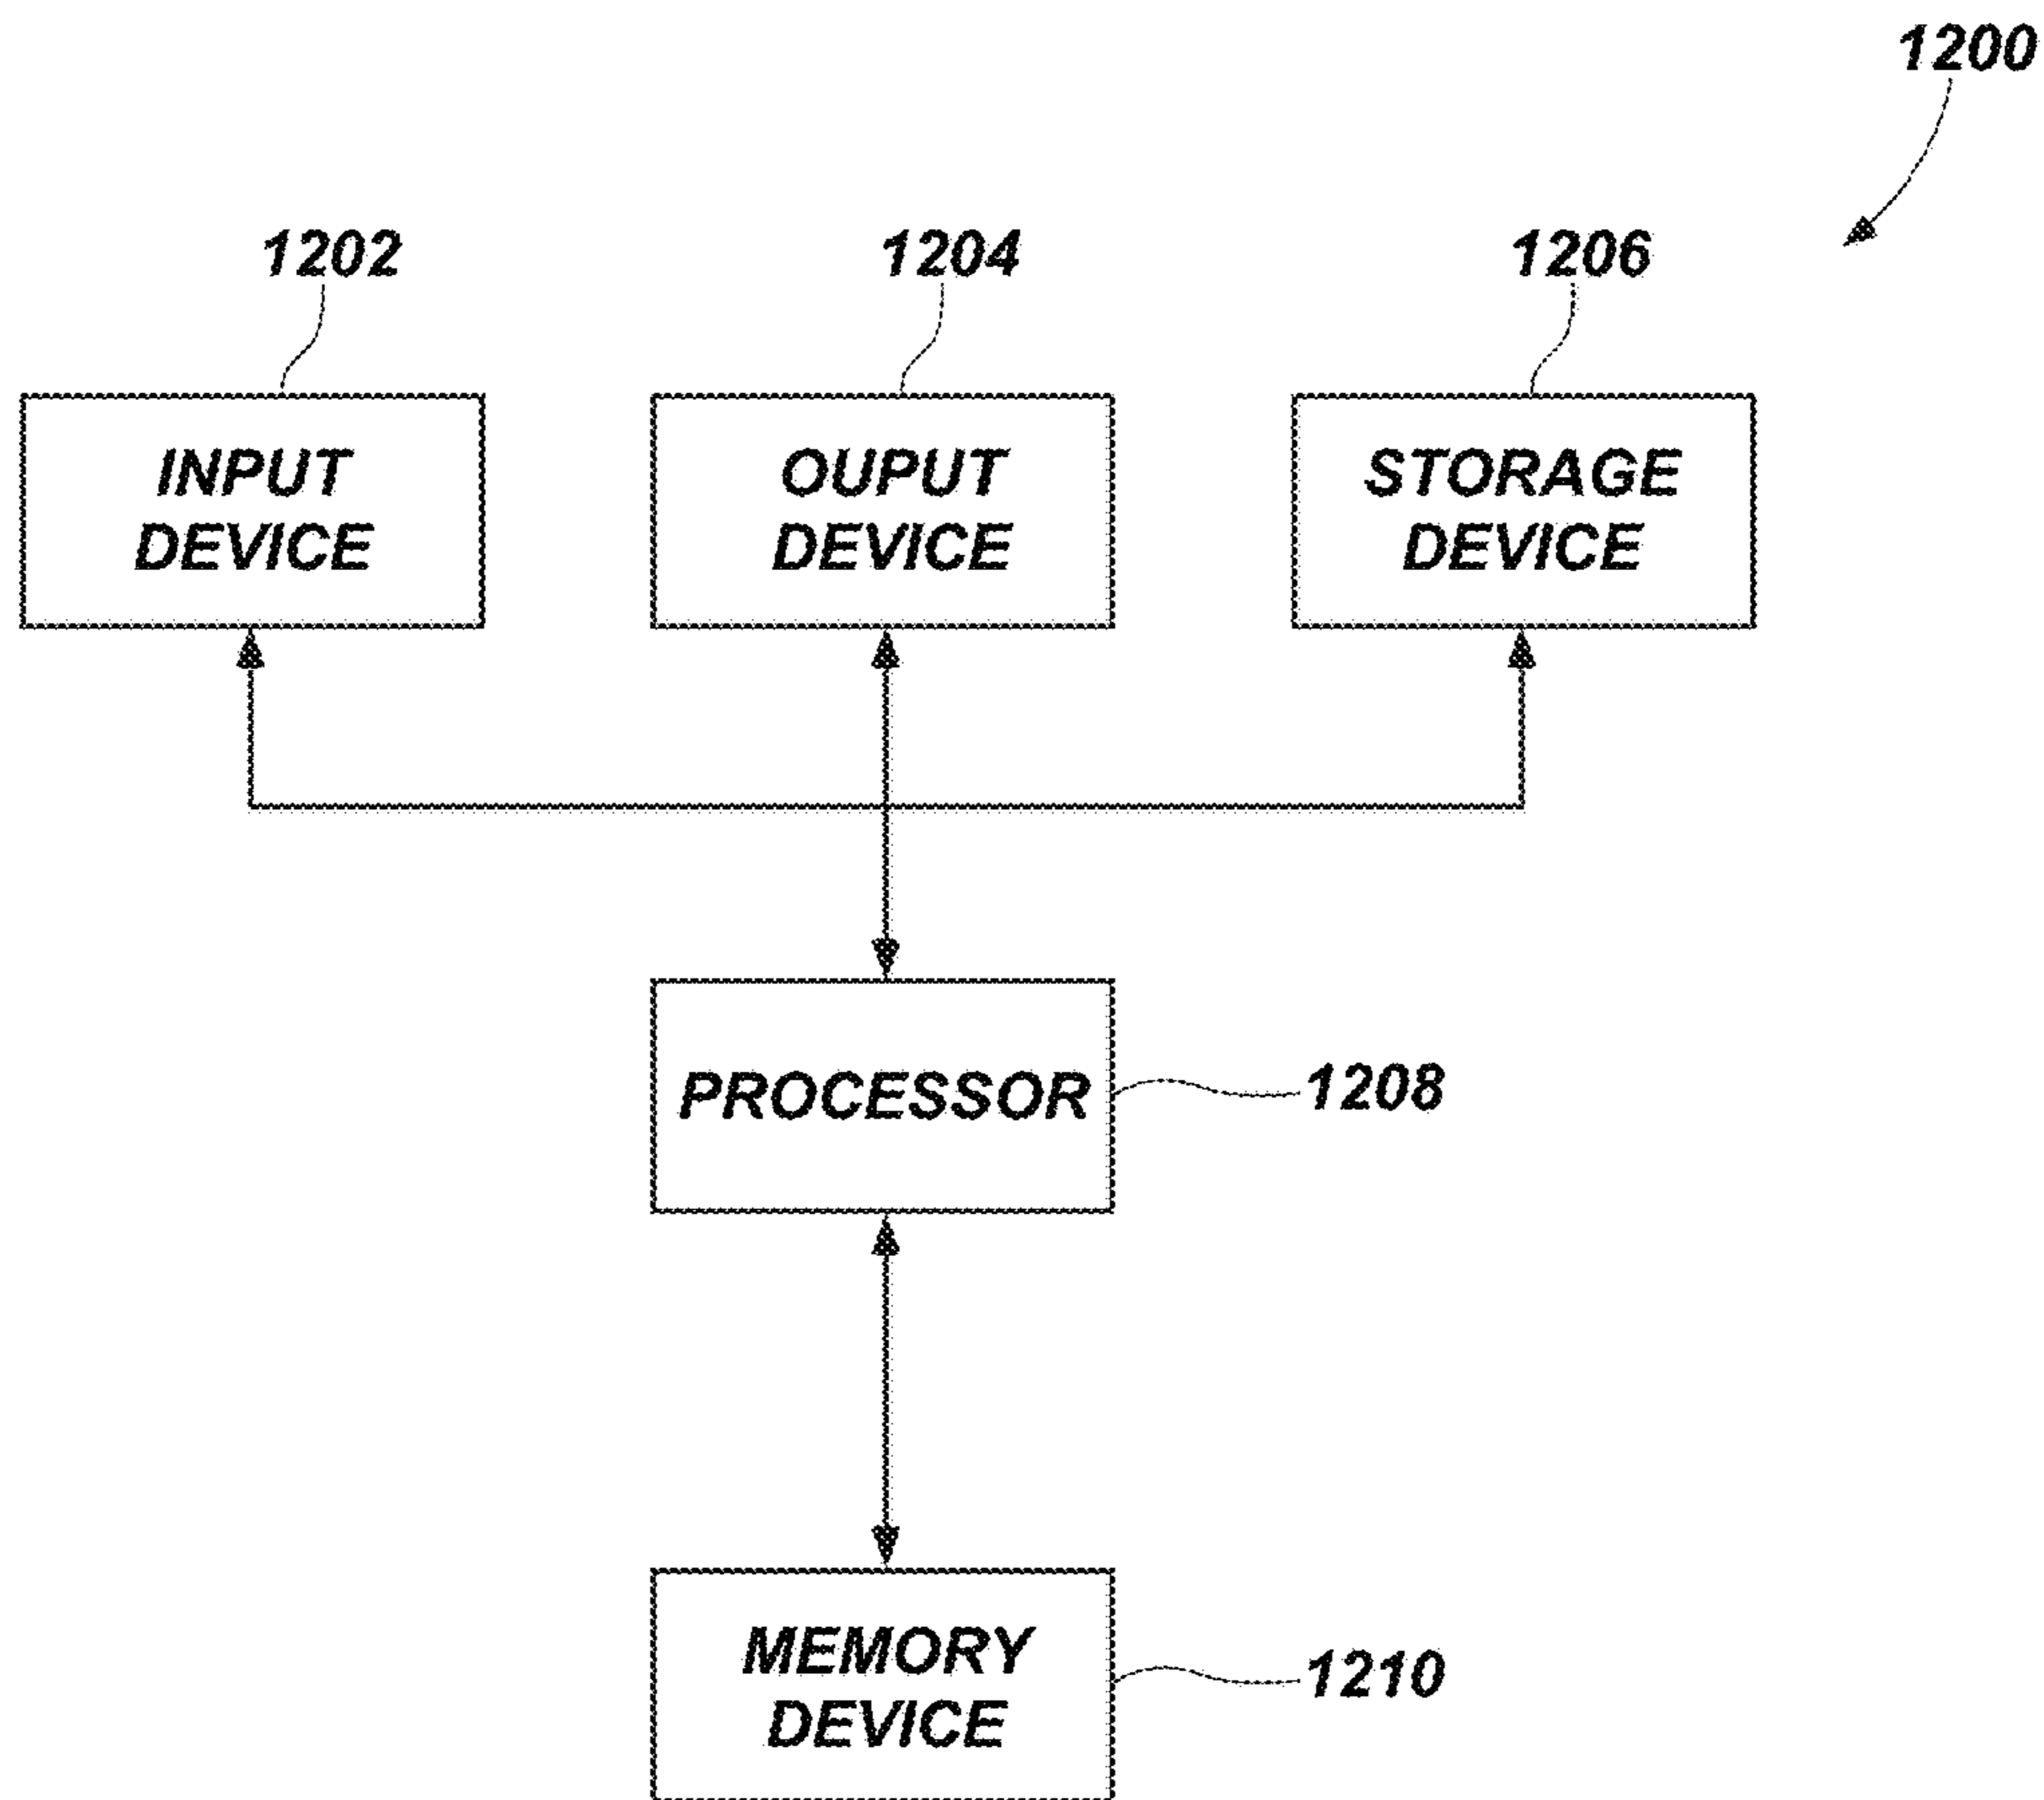 1200
1202
1204
1206
INPUT
DEVICE
OUPUT
DEVICE
STORAGE
DEVICE
PROCESSOR
1208
MEMORY
DEVICE
1210